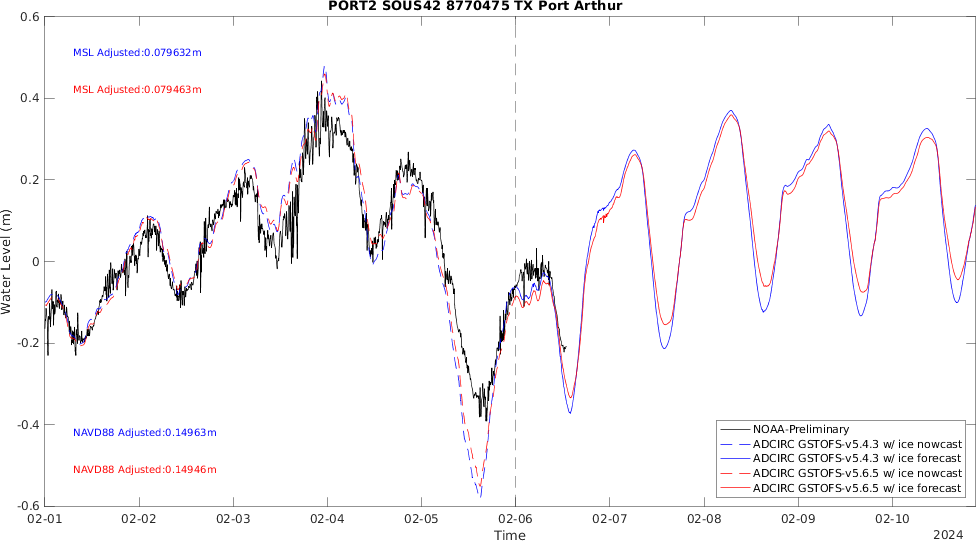 PORT2 SOUS42 8770475 TX Port Arthur
0.6
MSL Adjusted:0.079632m
MSL Adjusted:0.079463m
0.4
0.2
0
-0.2
-0.4
-0.6
Water Level (m)
NAVD88 Adjusted:0.14963m
NAVD88 Adjusted:0.14946m
NOAA-Preliminary
ADCIRC GSTOFS-v5.4.3 w/ ice nowcast
ADCIRC GSTOFS-v5.4.3 w/ ice forecast
ADCIRC GSTOFS-v5.6.5 w/ ice nowcast
ADCIRC GSTOFS-v5.6.5 w/ ice forecast
02-01 02-02 02-03 02-04 02-05 02-06 02-07 02-08 02-09 02-10
Time
2024